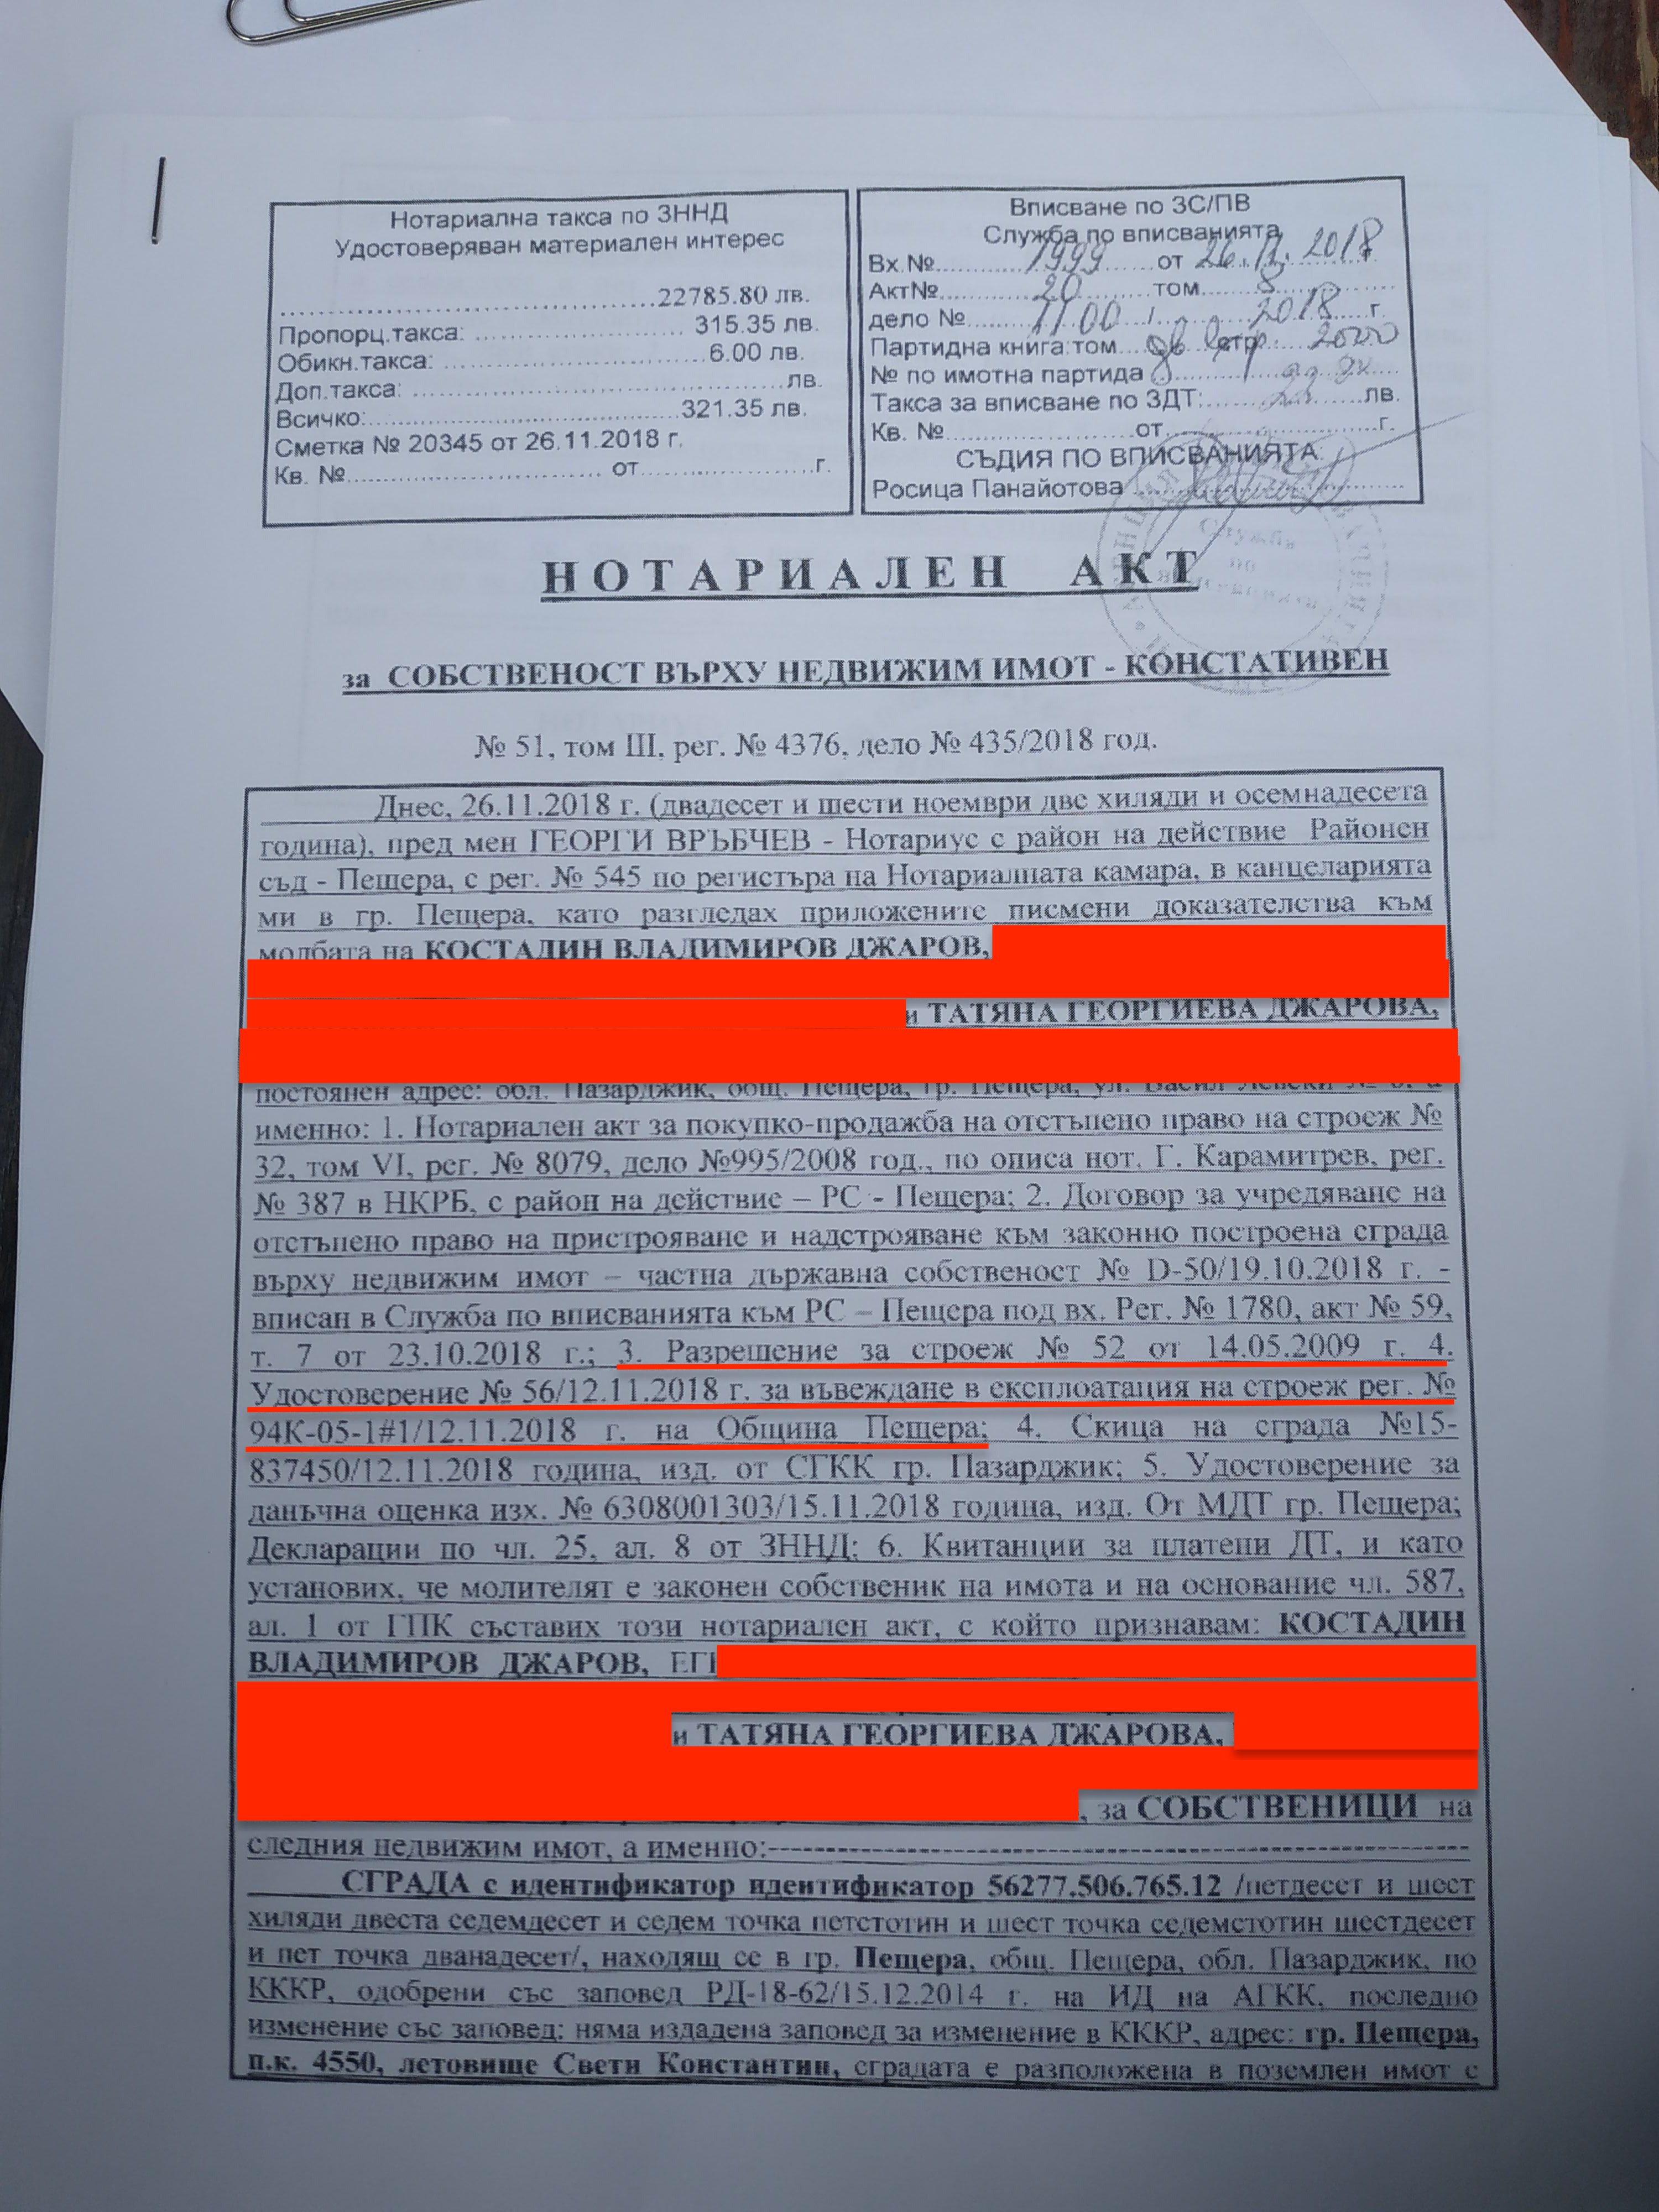 Нотариална такса по ЗННД
Удостоверяван материален интерес
..............................22785.80 лв.
Пропорц.такса: ..................... 315.35 лв.
Обикн.такса: ........................6.00 лв.
Доп.такса: ................................лв.
Всичко:...........................321.35 лв.
Сметка № 20345 от 26.11.2018 г.
Кв. №......................... от...................г.
Вписване по ЗС/ПВ
Служба по вписванията
Вх.№ 1999 от 26.11.2018
Акт№ 20 том 8
дело № 1100 / 2018 г.
Партидна книга:том стр.
№ по имотна партида
Такса за вписване по ЗДТ: 23 лв.
Кв. №...................от...................г.
СЪДИЯ ПО ВПИСВАНИЯТА:
Росица Панайотова
НОТАРИАЛЕН АКТ
за СОБСТВЕНОСТ ВЪРХУ НЕДВИЖИМ ИМОТ - КОНСТАТИВЕН
№ 51, том III, рег. № 4376, дело № 435/2018 год.
Днес, 26.11.2018 г. (двадесет и шести ноември две хиляди и осемнадесета
година), пред мен ГЕОРГИ ВРЪБЧЕВ - Нотариус с район на действие Районен
съд - Пещера, с рег. № 545 по регистъра на Нотариалната камара, в канцеларията
ми в гр. Пещера, като разгледах приложените писмени доказателства към
молбата на КОСТАДИН ВЛАДИМИРОВ ДЖАРОВ,
и ТАТЯНА ГЕОРГИЕВА ДЖАРОВА,
постоянен адрес: обл. Пазарджик, общ. Пещера, гр. Пещера, ул. Васил Левски №
именно: 1. Нотариален акт за покупко-продажба на отстъпено право на строеж №
32, том VI, рег. № 8079, дело №995/2008 год., по описа нот. Г. Карамитрев, рег.
№ 387 в НКРБ, с район на действие – РС - Пещера; 2. Договор за учредяване на
отстъпено право на пристрояване и надстрояване към законно построена сграда
върху недвижим имот – частна държавна собственост № D-50/19.10.2018 г. -
вписан в Служба по вписванията към РС – Пещера под вх. Рег. № 1780, акт № 59,
т. 7 от 23.10.2018 г.; 3. Разрешение за строеж № 52 от 14.05.2009 г. 4.
Удостоверение № 56/12.11.2018 г. за въвеждане в експлоатация на строеж рег. №
94К-05-1#1/12.11.2018 г. на Община Пещера; 4. Скица на сграда №15-
837450/12.11.2018 година, изд. от СГКК гр. Пазарджик; 5. Удостоверение за
данъчна оценка изх. № 6308001303/15.11.2018 година, изд. От МДТ гр. Пещера;
Декларации по чл. 25, ал. 8 от ЗННД; 6. Квитанции за платени ДТ, и като
установих, че молителят е законен собственик на имота и на основание чл. 587,
ал. 1 от ГПК съставих този нотариален акт, с който признавам: КОСТАДИН
ВЛАДИМИРОВ ДЖАРОВ,
и ТАТЯНА ГЕОРГИЕВА ДЖАРОВА,
, за СОБСТВЕНИЦИ на
следния недвижим имот, а именно:------------------------------------------------
СГРАДА с идентификатор идентификатор 56277.506.765.12 /петдесет и шест
хиляди двеста седемдесет и седем точка петстотин и шест точка седемстотин шестдесет
и пет точка дванадесет/, находящ се в гр. Пещера, общ. Пещера, обл. Пазарджик, по
КККР, одобрени със заповед РД-18-62/15.12.2014 г. на ИД на АГКК, последно
изменение със заповед: няма издадена заповед за изменение в КККР, адрес: гр. Пещера,
п.к. 4550, летовище Свети Константин, сградата е разположена в поземлен имот с